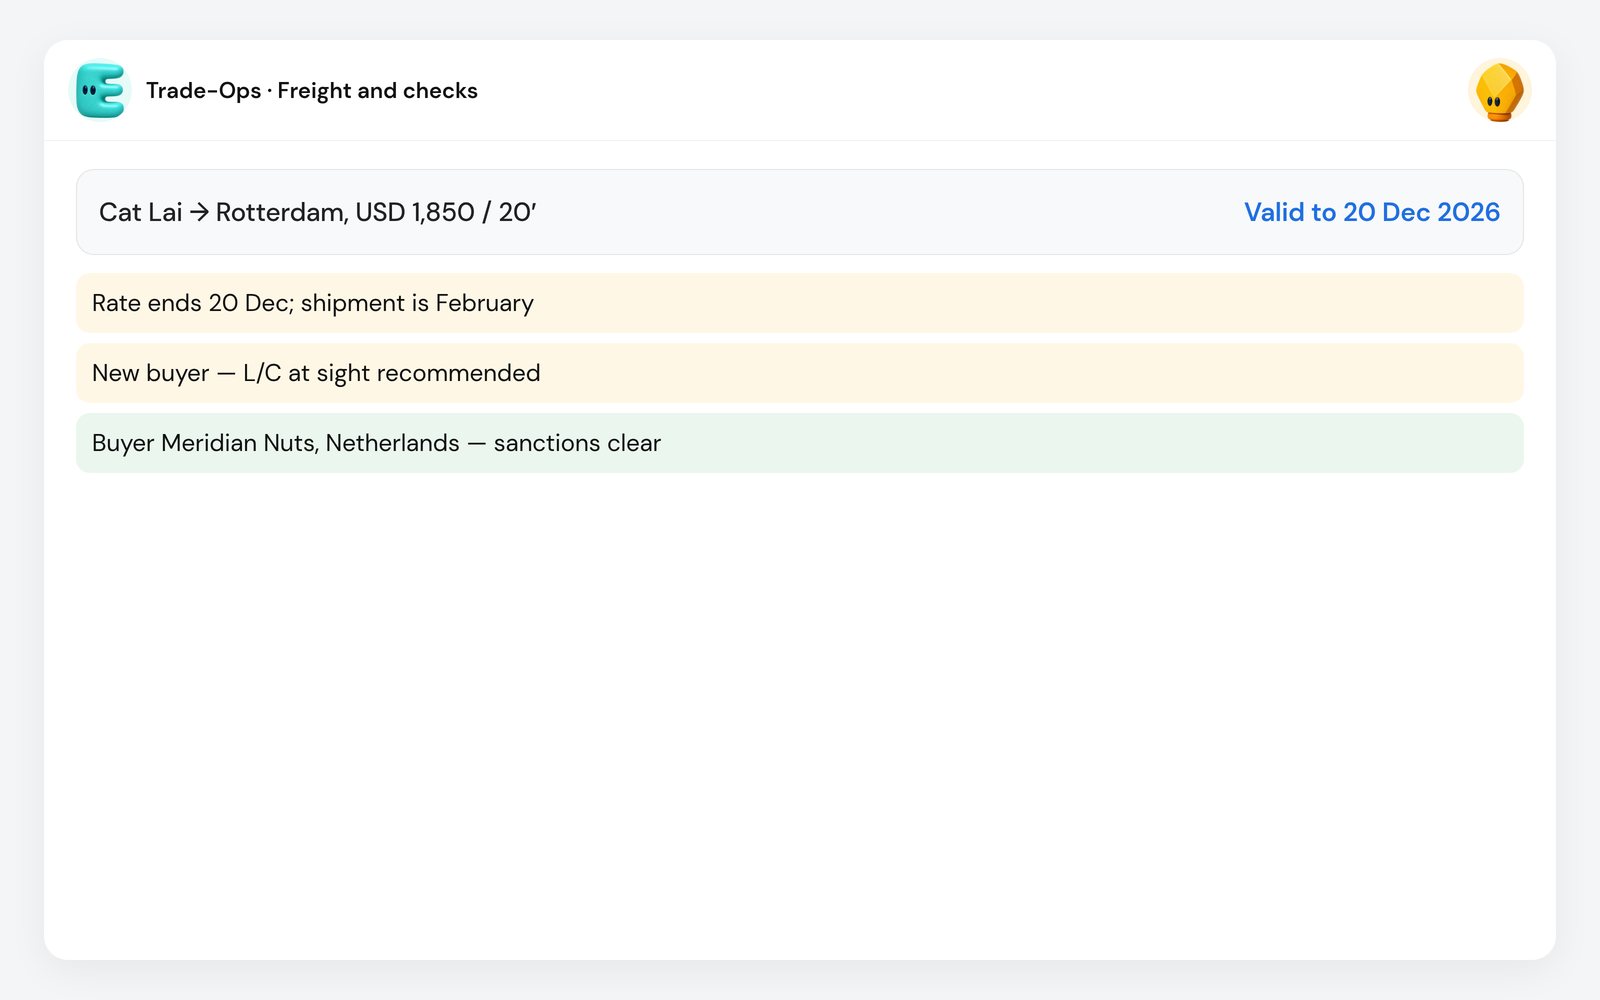 Trade-Ops · Freight and checks
Cat Lai → Rotterdam, USD 1,850 / 20′
Valid to 20 Dec 2026
Rate ends 20 Dec; shipment is February
New buyer — L/C at sight recommended
Buyer Meridian Nuts, Netherlands — sanctions clear